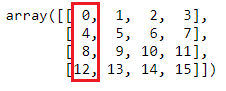 array([[ 0, 1, 2, 3],
[ 4, 5, 6, 7],
[ 8, 9, 10, 11],
[12, 13, 14, 15]])